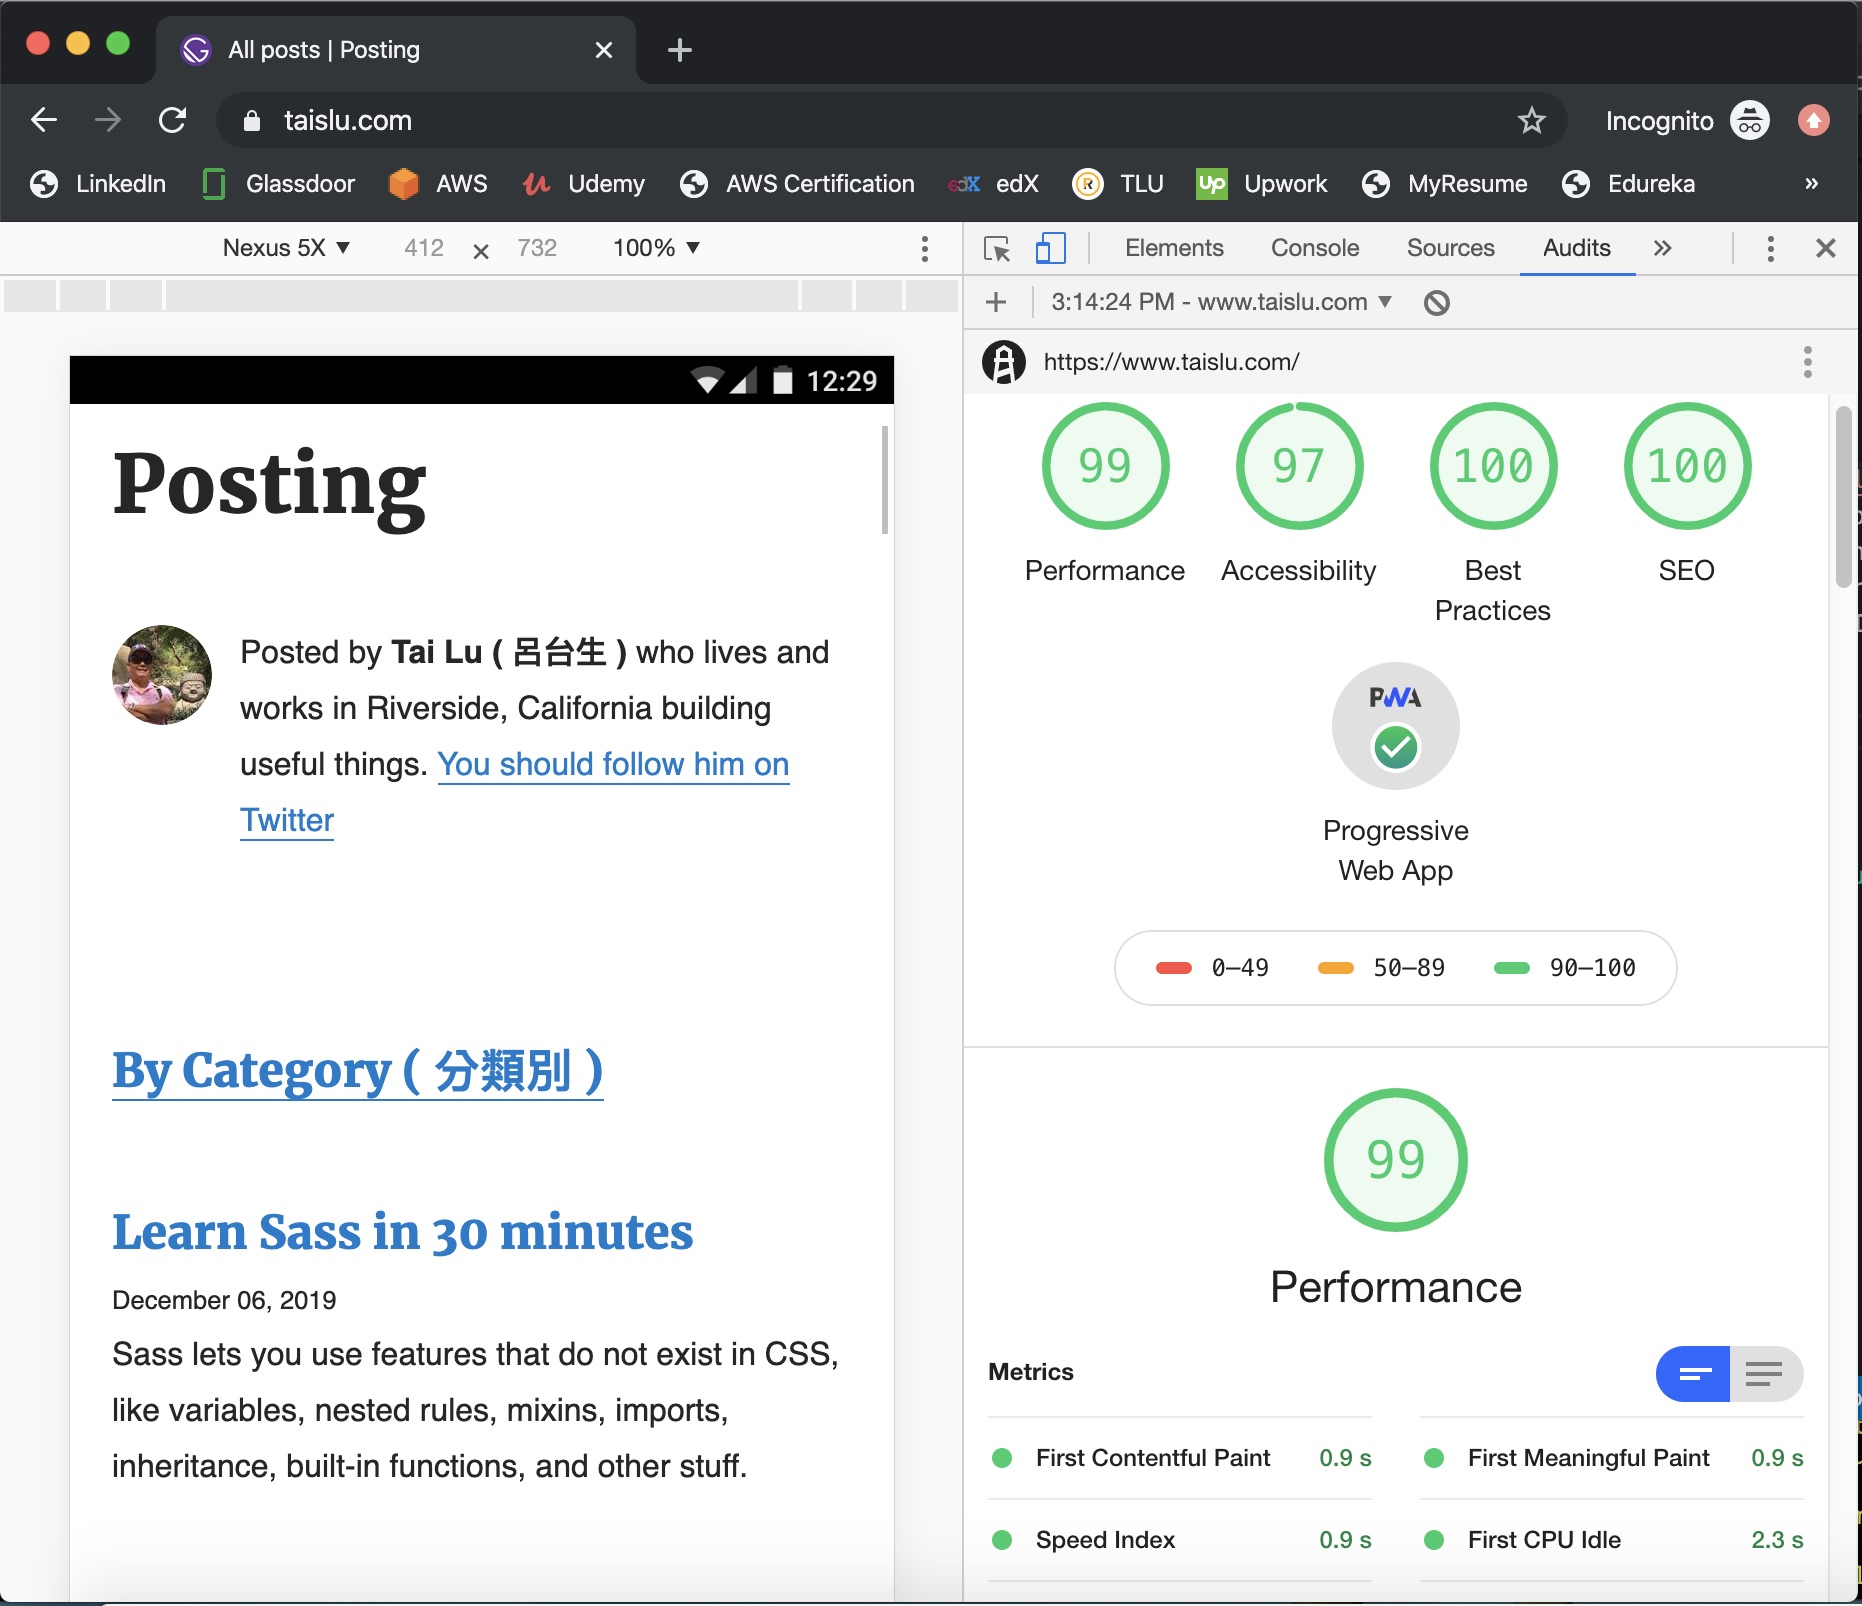 All posts | Posting
taislu.com
Incognito
LinkedIn Glassdoor AWS Udemy AWS Certification edX edX TLU Up Upwork MyResume Edureka »
Nexus 5X ▼ 412 × 732 100% ▼
Elements Console Sources Audits »
3:14:24 PM - www.taislu.com ▼
https://www.taislu.com/
12:29
Posting
Posted by Tai Lu ( 呂台生 ) who lives and
works in Riverside, California building
useful things. You should follow him on
Twitter
By Category ( 分類別 )
Learn Sass in 30 minutes
December 06, 2019
Sass lets you use features that do not exist in CSS,
like variables, nested rules, mixins, imports,
inheritance, built-in functions, and other stuff.
99 97 100 100
Performance Accessibility Best SEO
Practices
PWA
Progressive
Web App
0–49 50–89 90–100
99
Performance
Metrics
First Contentful Paint 0.9 s First Meaningful Paint 0.9 s
Speed Index 0.9 s First CPU Idle 2.3 s